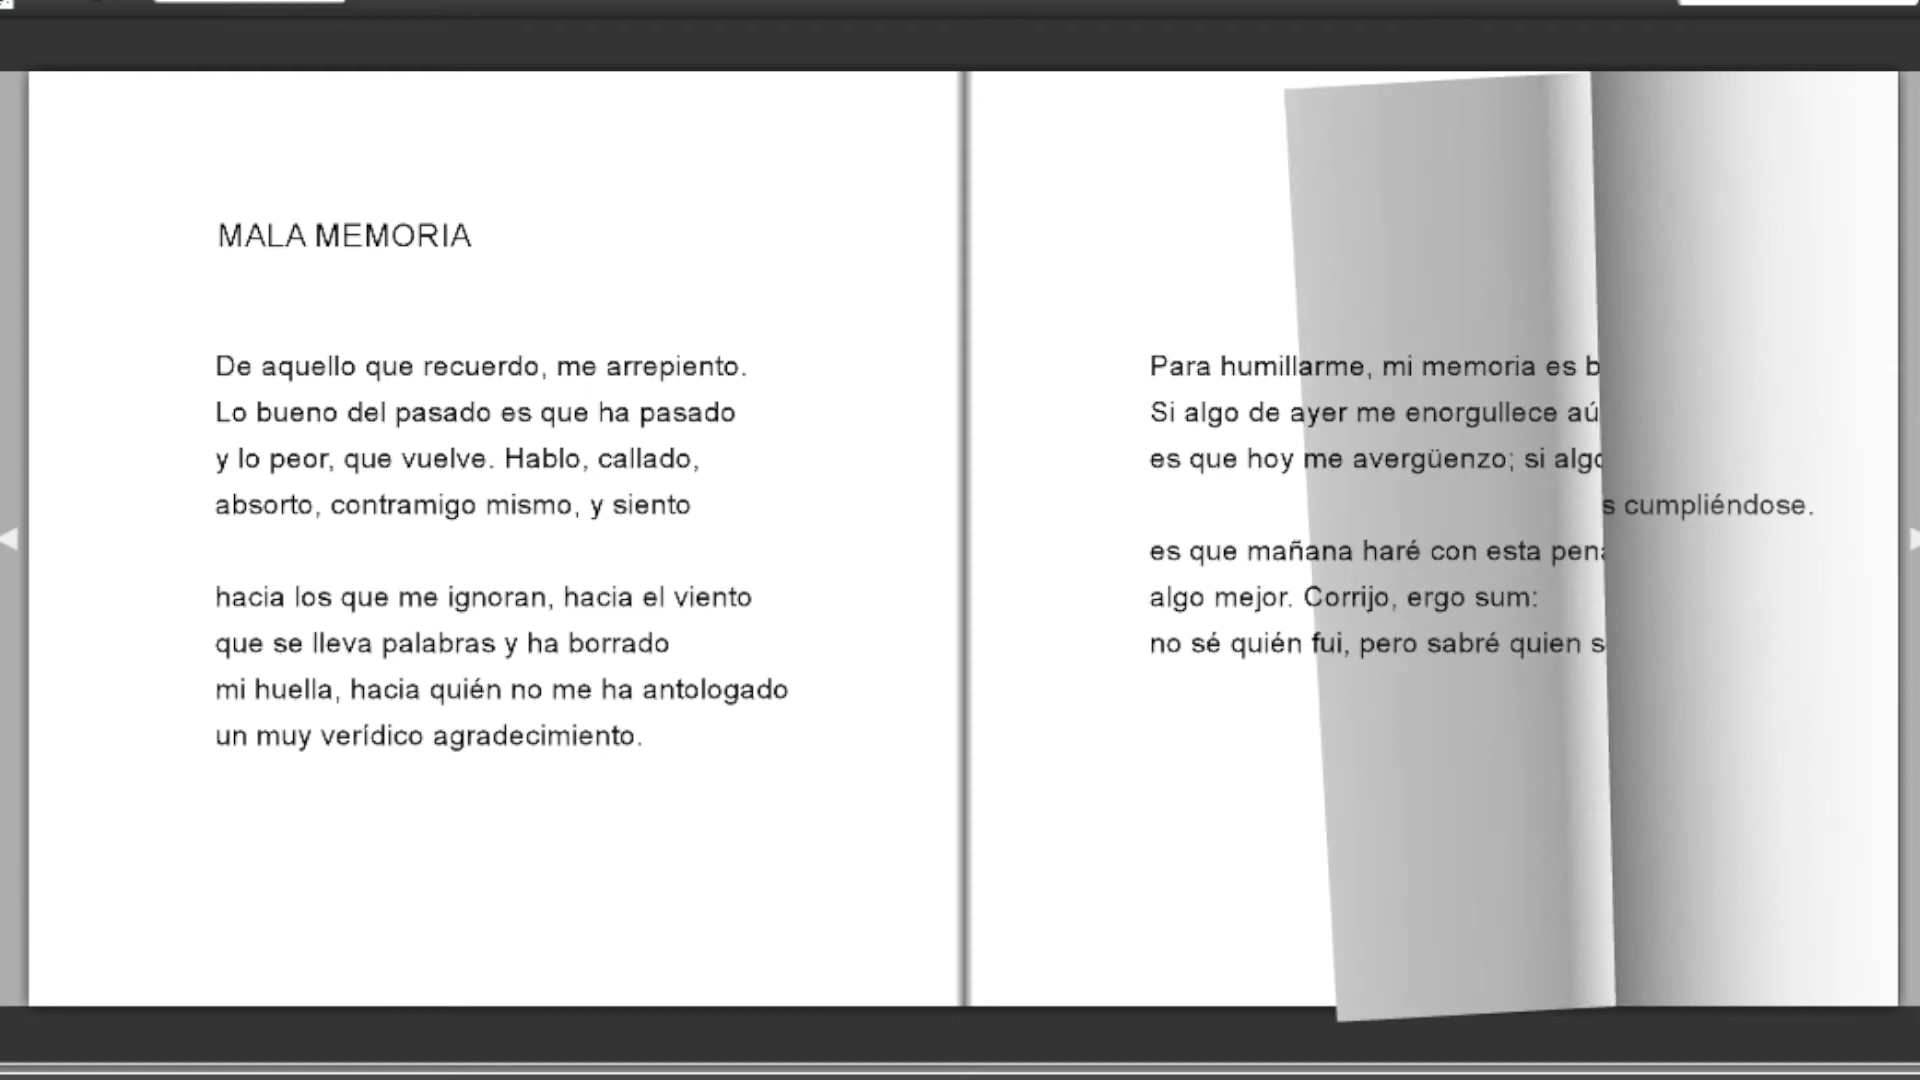 MALA MEMORIA
De aquello que recuerdo, me arrepiento.
Lo bueno del pasado es que ha pasado
y lo peor, que vuelve. Hablo, callado,
absorto, contramigo mismo, y siento
hacia los que me ignoran, hacia el viento
que se lleva palabras y ha borrado
mi huella, hacia quién no me ha antologado
un muy verídico agradecimiento.
Para humillarme, mi memoria es
Si algo de ayer me enorgullece
es que hoy me avergüenzo; si algo
cumpliéndose.
es que mañana haré con esta
algo mejor. Corrijo, ergo sum:
no sé quién fui, pero sabré quien